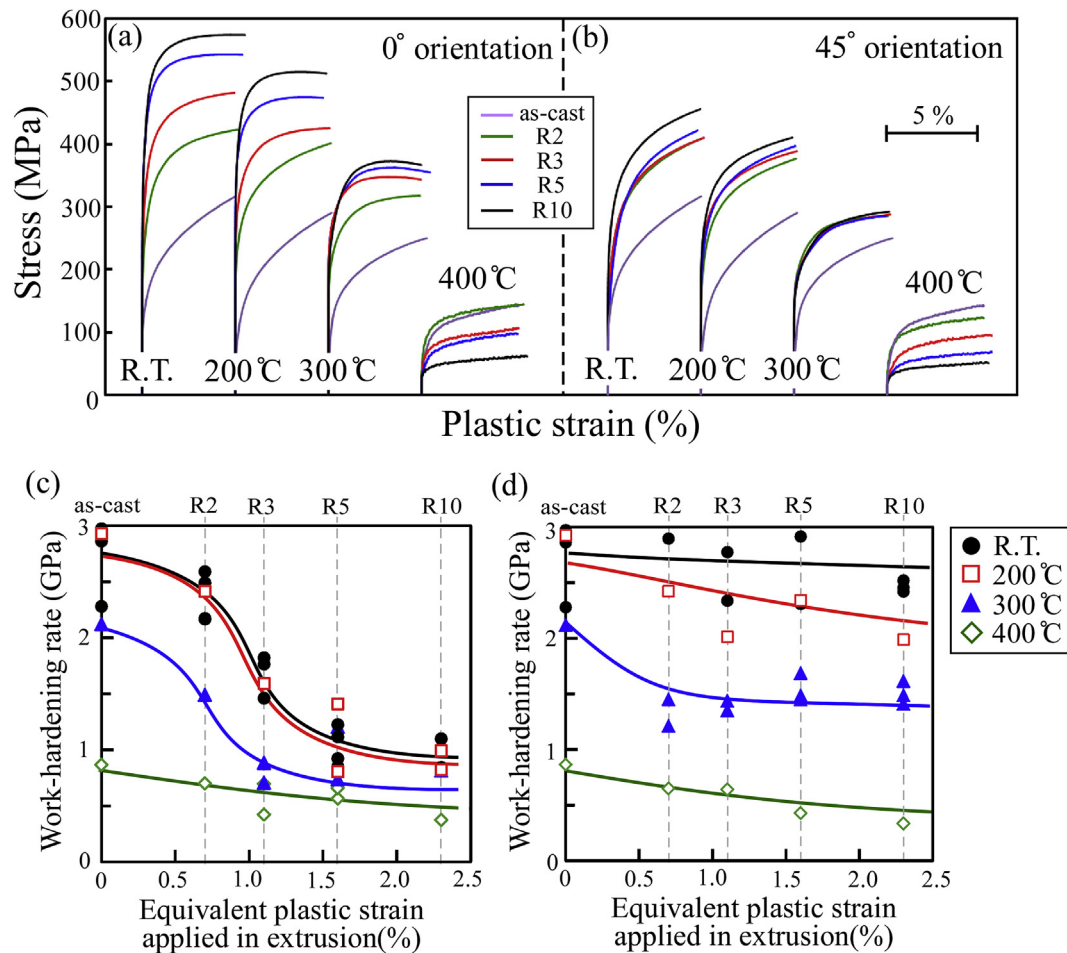 (a)
0° orientation
(b)
45° orientation
600
500
400
300
200
100
0
Stress (MPa)
as-cast
R2
R3
R5
R10
5 %
400℃
400℃
R.T.
200℃
300℃
R.T.
200℃
300℃
Plastic strain (%)
(c)
as-cast
R2
R3
R5
R10
3
2
1
0
Work-hardening rate (GPa)
0
0.5
1.0
1.5
2.0
2.5
Equivalent plastic strain
applied in extrusion(%)
(d)
as-cast
R2
R3
R5
R10
3
2
1
0
Work-hardening rate (GPa)
0
0.5
1.0
1.5
2.0
2.5
Equivalent plastic strain
applied in extrusion(%)
R.T.
200℃
300℃
400℃